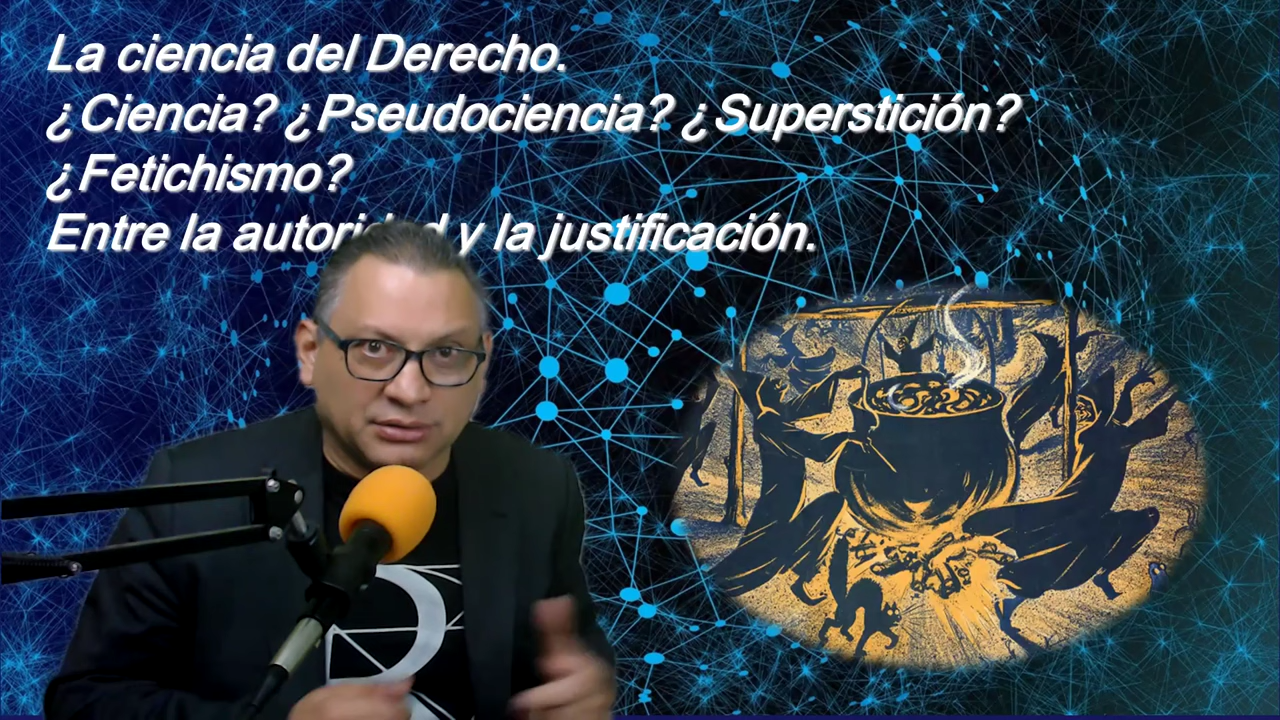 La ciencia del Derecho.
¿Ciencia? ¿Pseudociencia? ¿Superstición?
¿Fetichismo?
Entre la y la justificación.